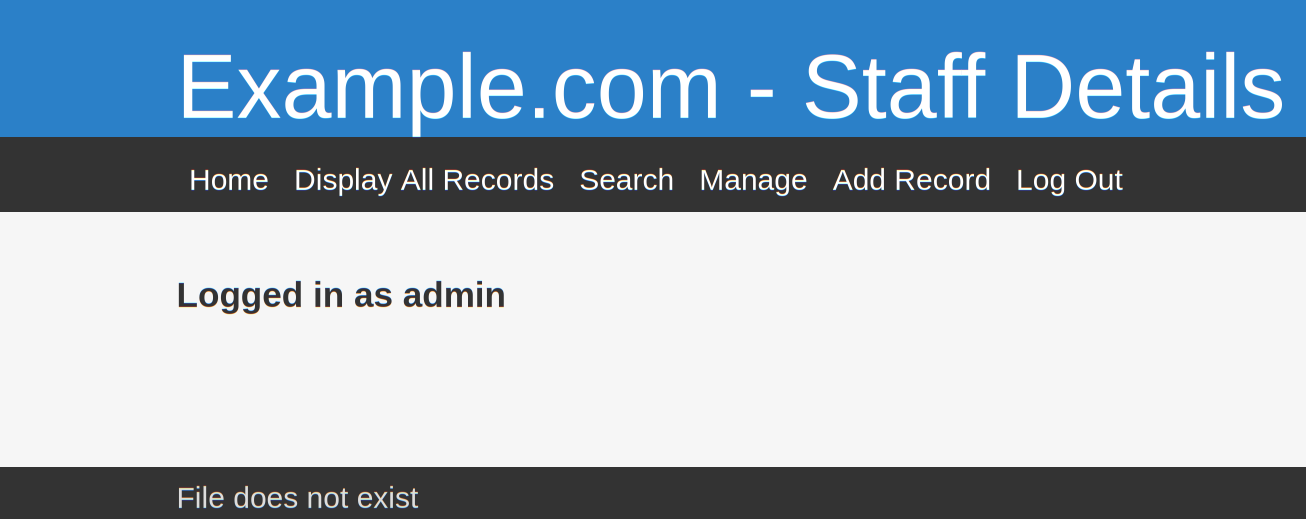 Example.com - Staff Details
Home Display All Records Search Manage Add Record Log Out
Logged in as admin
File does not exist